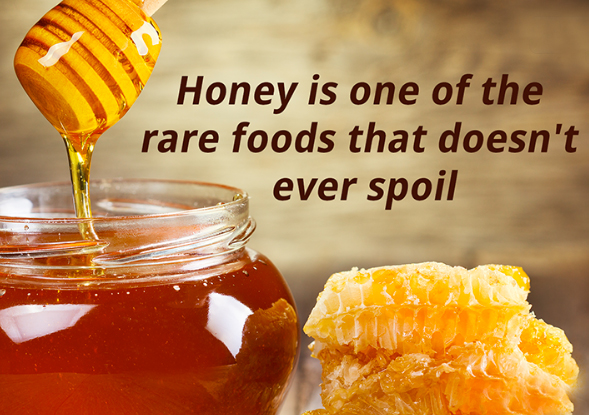 Honey is one of the
rare foods that doesn't
ever spoil